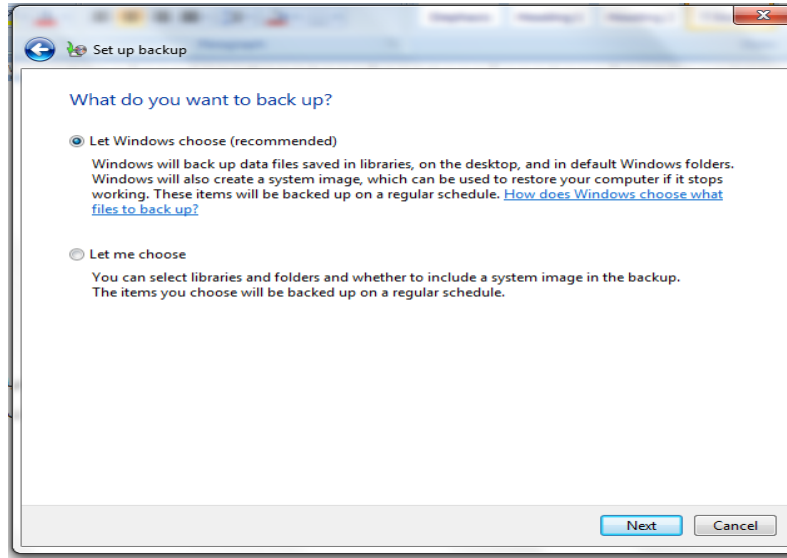 Set up backup
What do you want to back up?
Let Windows choose (recommended)
Windows will back up data files saved in libraries, on the desktop, and in default Windows folders.
Windows will also create a system image, which can be used to restore your computer if it stops
working. These items will be backed up on a regular schedule. How does Windows choose what
files to back up?
Let me choose
You can select libraries and folders and whether to include a system image in the backup.
The items you choose will be backed up on a regular schedule.
Next Cancel